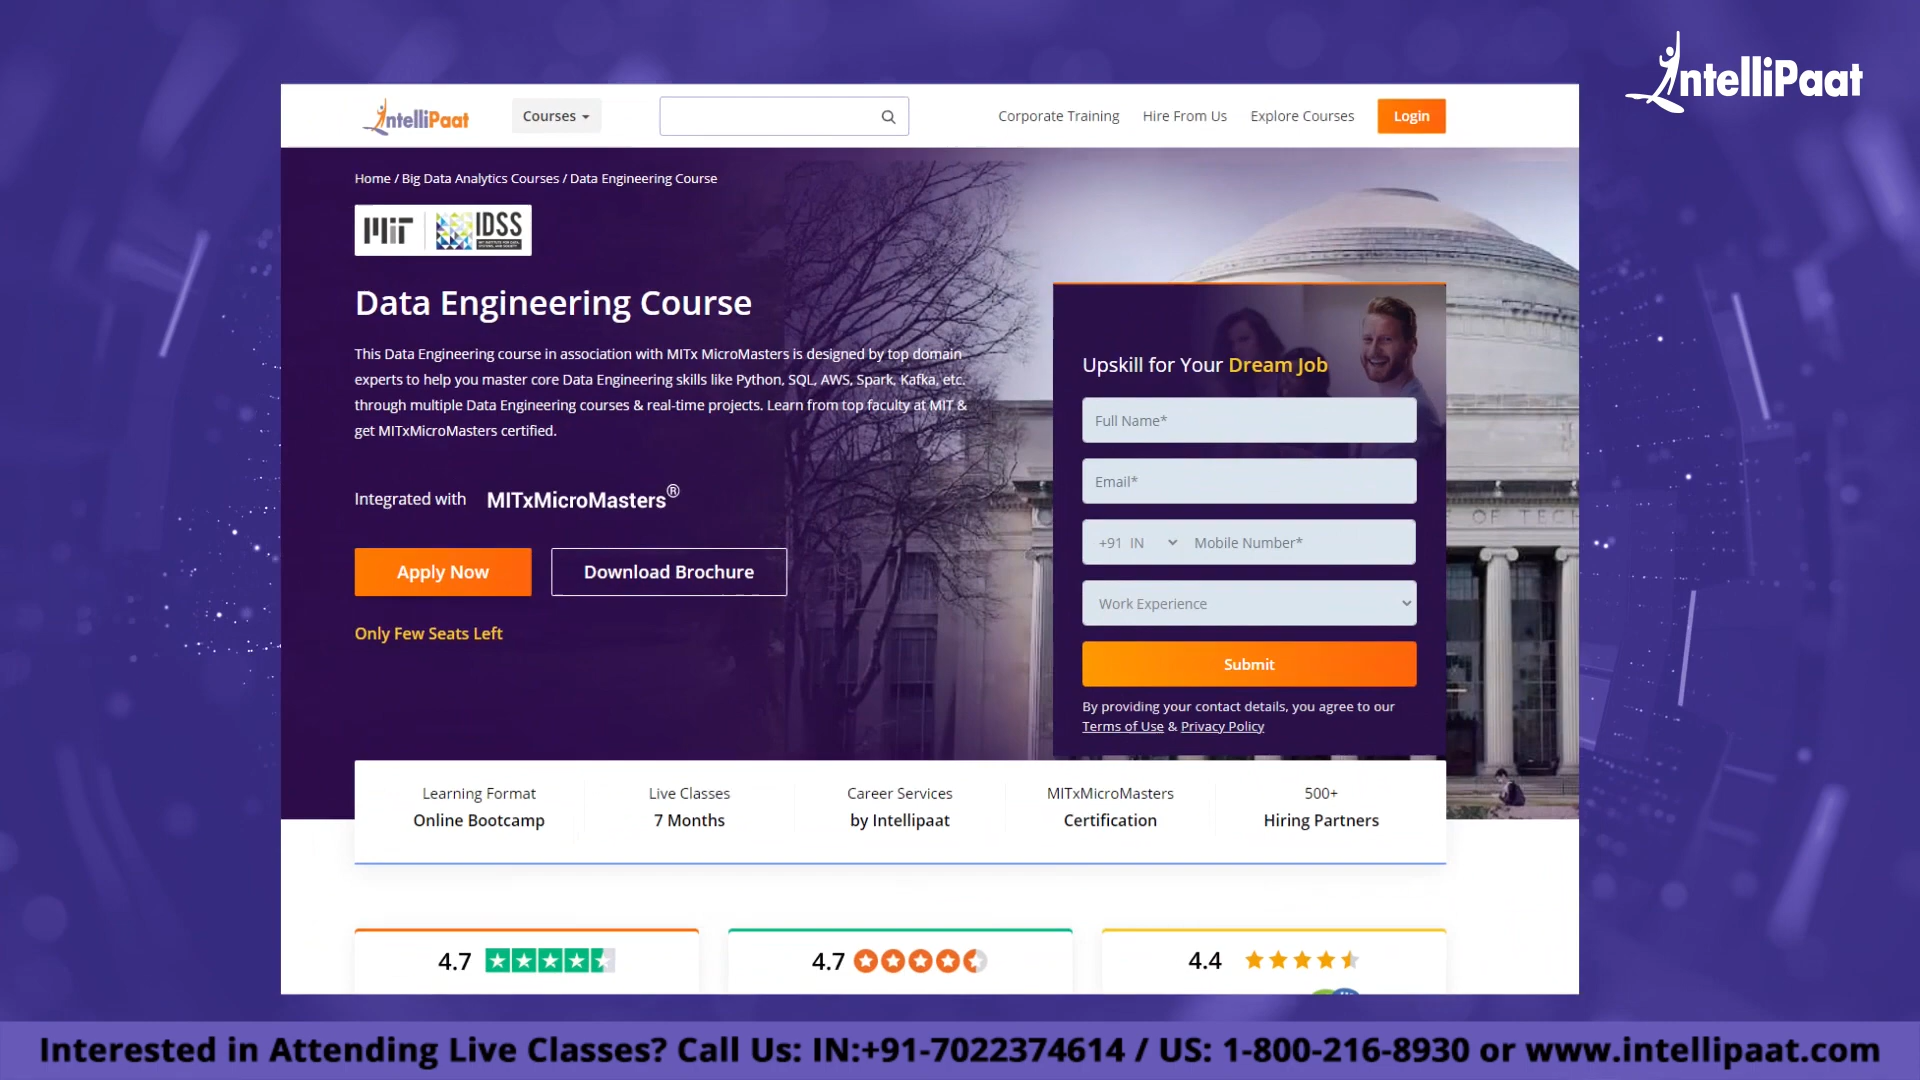 IntelliPaat
IntelliPaat
Courses
Corporate Training
Hire From Us
Explore Courses
Login
Home / Big Data Analytics Courses / Data Engineering Course
MIT
IDSS
Data Engineering Course
This Data Engineering course in association with MITx MicroMasters is designed by top domain
experts to help you master core Data Engineering skills like Python, SQL, AWS, Spark, Kafka, etc.
through multiple Data Engineering courses & real-time projects. Learn from top faculty at MIT &
get MITxMicroMasters certified.
Integrated with MITxMicroMasters®
Apply Now
Download Brochure
Only Few Seats Left
Upskill for Your Dream Job
Full Name*
Email*
+91 IN
Mobile Number*
Work Experience
Submit
By providing your contact details, you agree to our
Terms of Use & Privacy Policy
OF TECH
Learning Format
Online Bootcamp
Live Classes
7 Months
Career Services
by Intellipaat
MITxMicroMasters
Certification
500+
Hiring Partners
4.7
4.7
4.4
Interested in Attending Live Classes? Call Us: IN:+91-7022374614 / US: 1-800-216-8930 or www.intellipaat.com